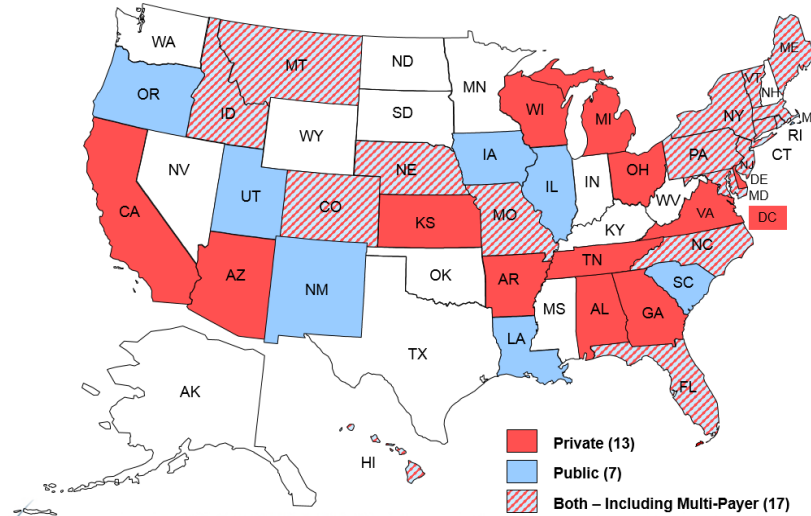 WA
OR
CA
NV
ID
MT
WY
UT
AZ
CO
NM
ND
SD
NE
KS
OK
TX
MN
IA
MO
AR
LA
WI
IL
MI
IN
OH
KY
TN
MS
AL
GA
FL
SC
NC
VA
WV
PA
NY
VT
NH
ME
M
RI
CT
NJ
DE
MD
DC
AK
HI
Private (13)
Public (7)
Both – Including Multi-Payer (17)